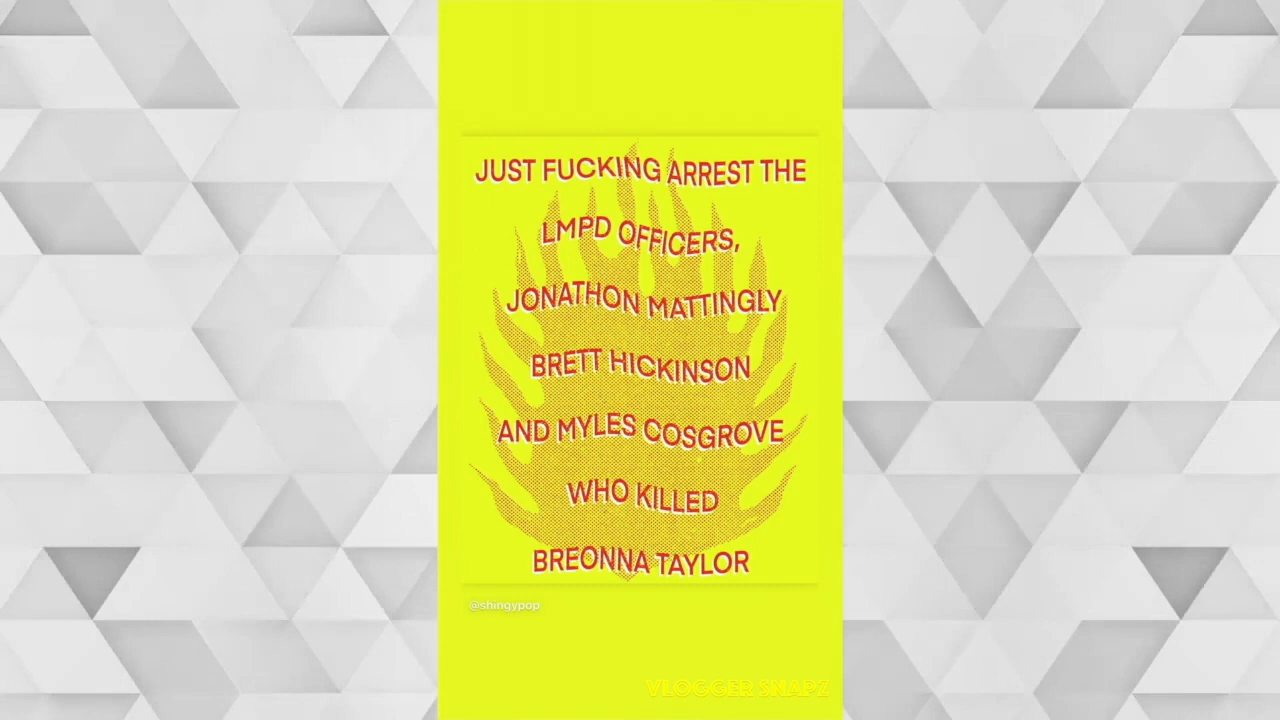 JUST FUCKING ARREST THE
LMPD OFFICERS,
JONATHON MATTINGLY
BRETT HICKINSON
AND MYLES COSGROVE
WHO KILLED
BREONNA TAYLOR
@shingypop
VLOGGER SNAPZ